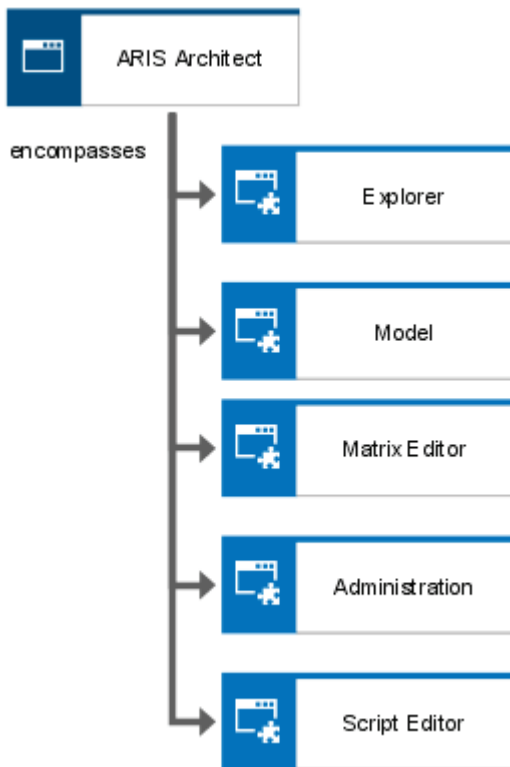 ARIS Architect
encompasses
Explorer
Model
Matrix Editor
Administration
Script Editor